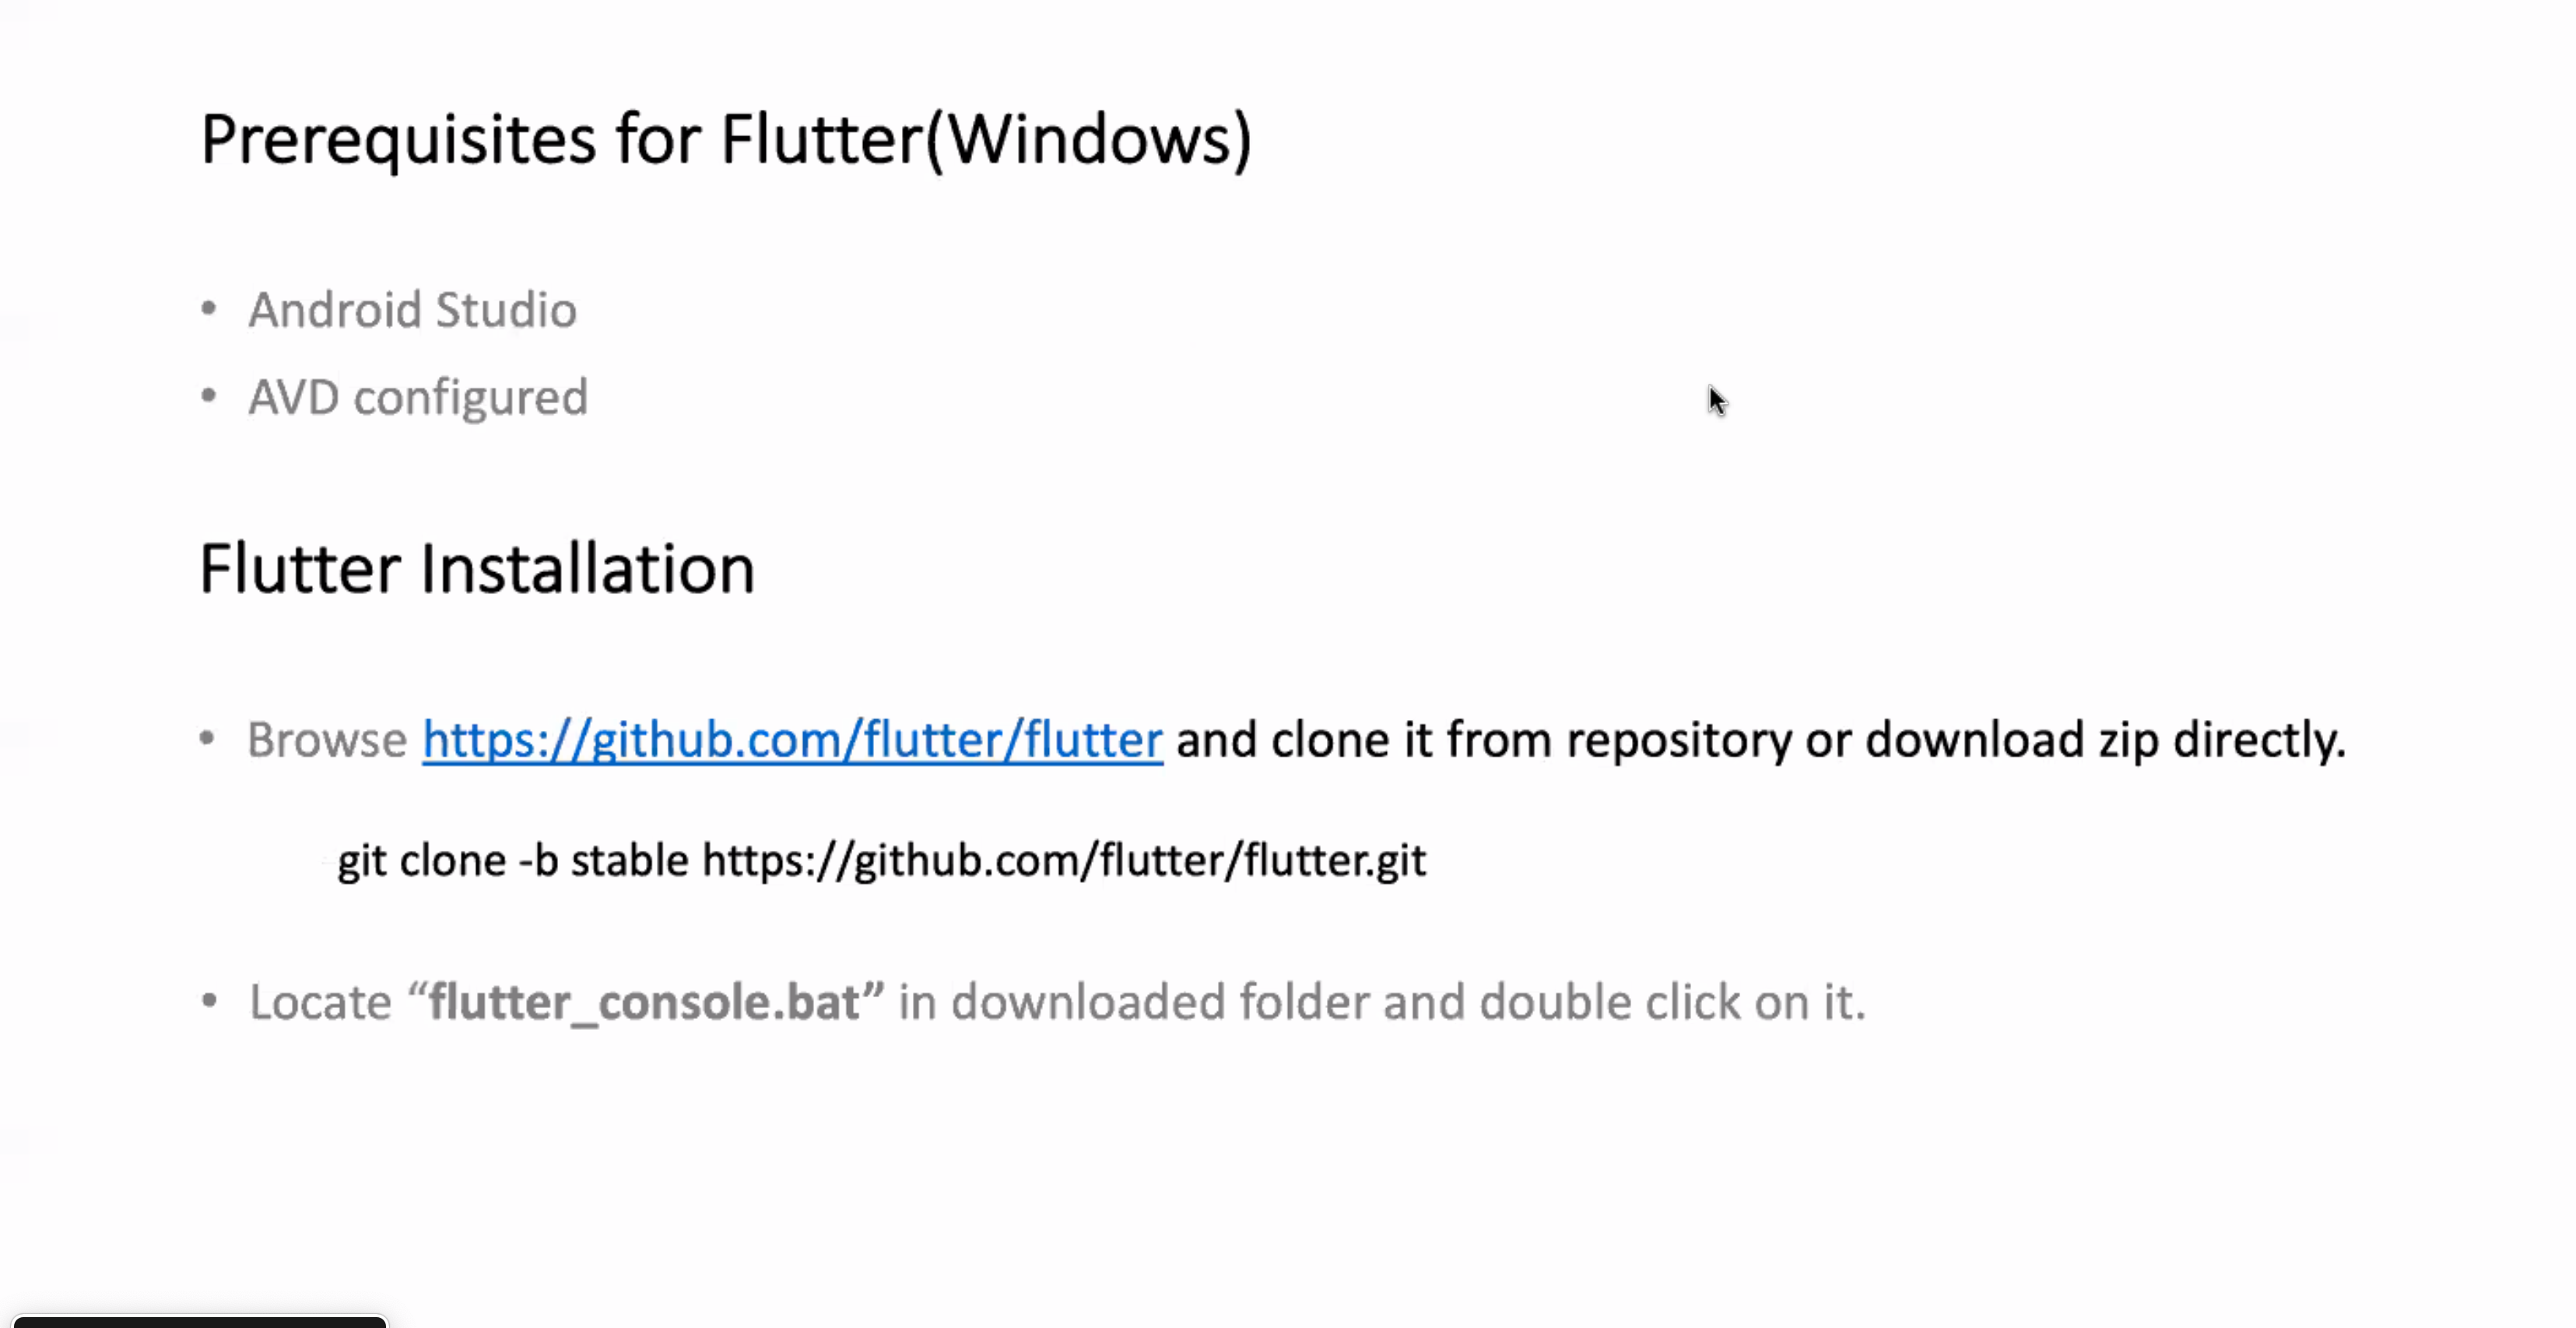 Prerequisites for Flutter(Windows)
• Android Studio
• AVD configured
Flutter Installation
• Browse https://github.com/flutter/flutter and clone it from repository or download zip directly.
git clone -b stable https://github.com/flutter/flutter.git
• Locate “flutter_console.bat” in downloaded folder and double click on it.